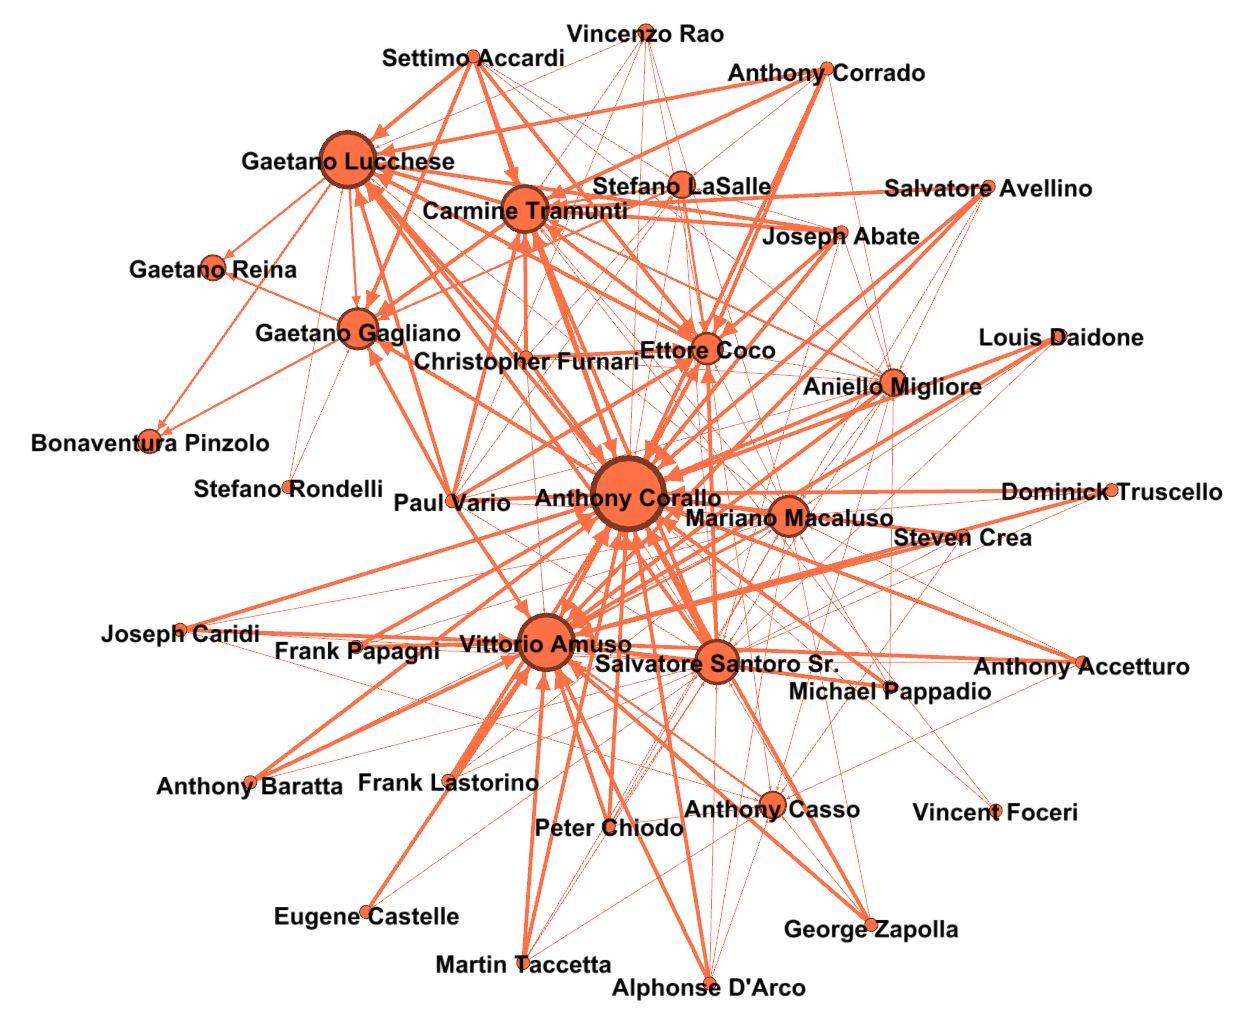 Vincenzo Rao
Settimo Accardi
Anthony Corrado
Gaetano Lucchese
Stefano LaSalle
Salvatore Avellino
Carmine Tramunti
Joseph Abate
Gaetano Reina
Gaetano Gagliano
Louis Daidone
Ettore Coco
Christopher Furnari
Aniello Migliore
Bonaventura Pinzolo
Stefano Rondelli
Dominick Truscello
Anthony Corallo
Paul Vario
Mariano Macaluso
Steven Crea
Joseph Caridi
Vittorio Amuso
Frank Papagni
Salvatore Santoro Sr.
Anthony Accetturo
Michael Pappadio
Frank Lastorino
Anthony Baratta
Anthony Casso
Vincent Foceri
Peter Chiodo
Eugene Castelle
George Zapolla
Martin Taccetta
Alphonse D'Arco